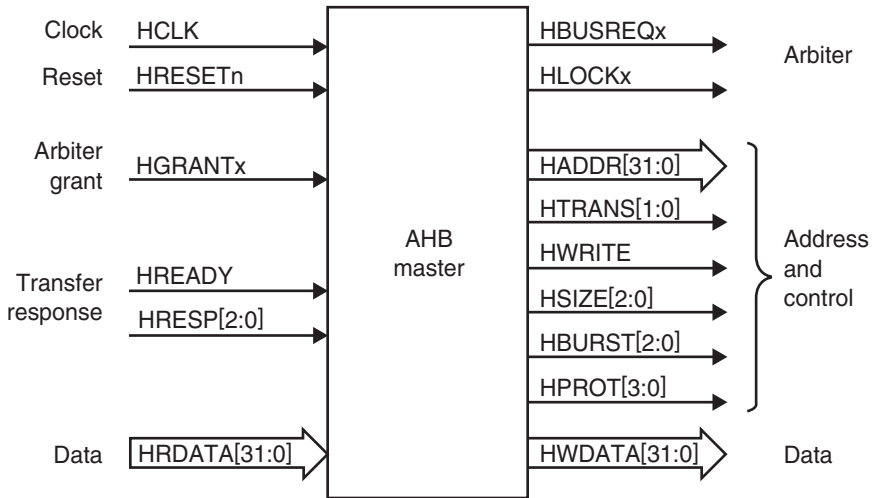 Clock
HCLK
Reset
HRESETn
Arbiter
grant
HGRANTx
Transfer
response
HREADY
HRESP[2:0]
Data
HRDATA[31:0]
AHB
master
HBUSREQx
HLOCKx
Arbiter
HADDR[31:0]
HTRANS[1:0]
HWRITE
HSIZE[2:0]
HBURST[2:0]
HPROT[3:0]
Address
and
control
HWDATA[31:0]
Data